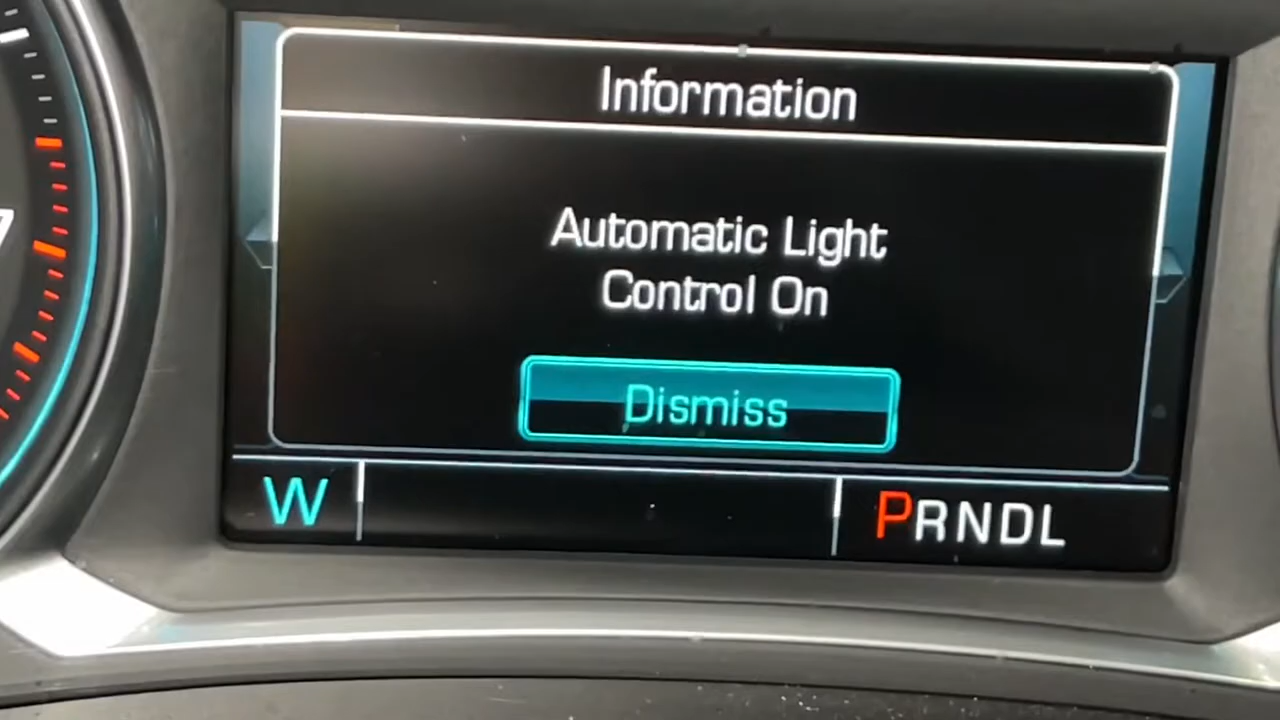 Information
Automatic Light
Control On
Dismiss
W
PRNDL